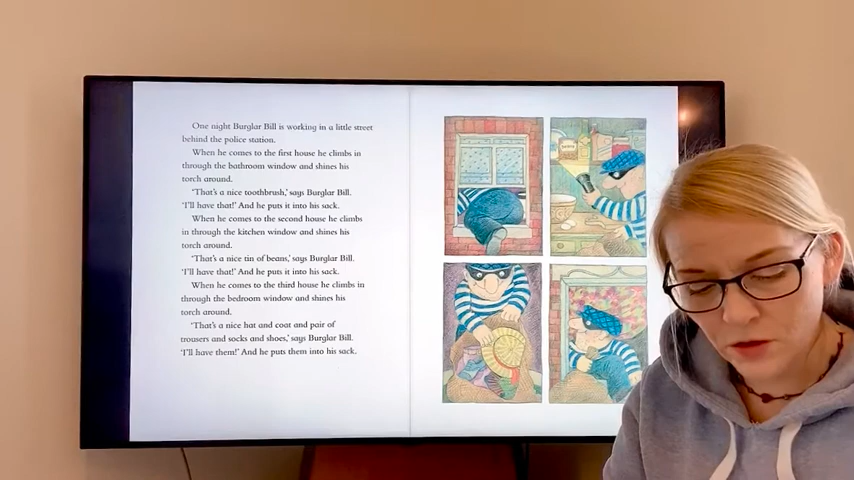 One night Burglar Bill is working in a little street
behind the police station.
When he comes to the first house he climbs in
through the bathroom window and shines his
torch around.
'That's a nice toothbrush,' says Burglar Bill.
'I'll have that!' And he puts it into his sack.
When he comes to the second house he climbs
in through the kitchen window and shines his
torch around.
'That's a nice tin of beans,' says Burglar Bill.
'I'll have that!' And he puts it into his sack.
When he comes to the third house he climbs in
through the bedroom window and shines his
torch around.
'That's a nice hat and coat and pair of
trousers and socks and shoes,' says Burglar Bill.
'I'll have them!' And he puts them into his sack.